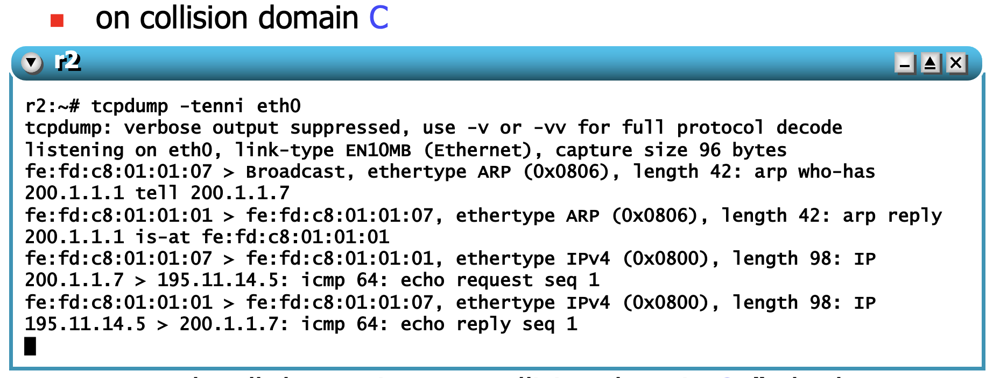 on collision domain C
r2
r2:~# tcpdump -tenni eth0
tcpdump: verbose output suppressed, use -v or -vv for full protocol decode
listening on eth0, link-type EN10MB (Ethernet), capture size 96 bytes
fe:fd:c8:01:01:07 > Broadcast, ethertype ARP (0x0806), length 42: arp who-has
200.1.1.1 tell 200.1.1.7
fe:fd:c8:01:01:01 > fe:fd:c8:01:01:07, ethertype ARP (0x0806), length 42: arp reply
200.1.1.1 is-at fe:fd:c8:01:01:01
fe:fd:c8:01:01:07 > fe:fd:c8:01:01:01, ethertype IPv4 (0x0800), length 98: IP
200.1.1.7 > 195.11.14.5: icmp 64: echo request seq 1
fe:fd:c8:01:01:01 > fe:fd:c8:01:01:07, ethertype IPv4 (0x0800), length 98: IP
195.11.14.5 > 200.1.1.7: icmp 64: echo reply seq 1